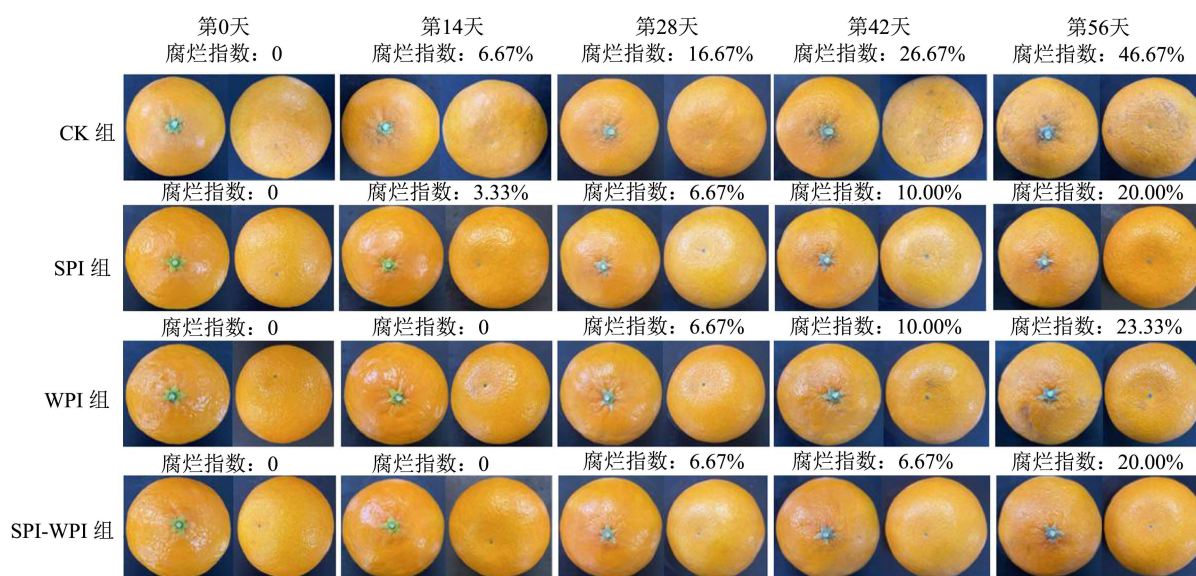 第0天 第14天 第28天 第42天 第56天
腐烂指数：0 腐烂指数：6.67% 腐烂指数：16.67% 腐烂指数：26.67% 腐烂指数：46.67%
CK 组
腐烂指数：0 腐烂指数：3.33% 腐烂指数：6.67% 腐烂指数：10.00% 腐烂指数：20.00%
SPI 组
腐烂指数：0 腐烂指数：0 腐烂指数：6.67% 腐烂指数：10.00% 腐烂指数：23.33%
WPI 组
腐烂指数：0 腐烂指数：0 腐烂指数：6.67% 腐烂指数：6.67% 腐烂指数：20.00%
SPI-WPI 组